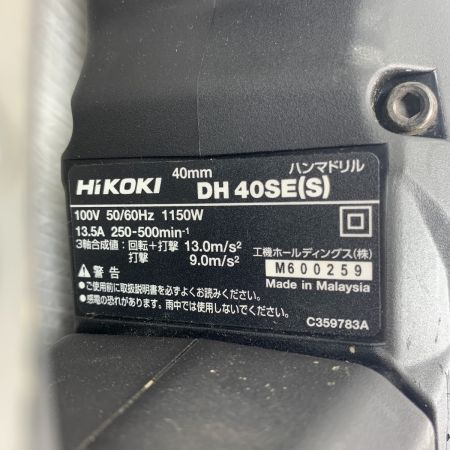 ハンマドリル
HiKOKI 40mm DH 40SE(S)
100V 50/60Hz 1150W
13.5A 250-500min⁻¹
3軸合成値: 回転+打撃 13.0m/s²
打撃 9.0m/s²
工機ホールディングス(株)
M600259
Made in Malaysia
⚠警告
●ご使用前に取扱説明書を必ずよくお読みください。
●感電の恐れがあります。雨中では使用しないでください。
C359783A